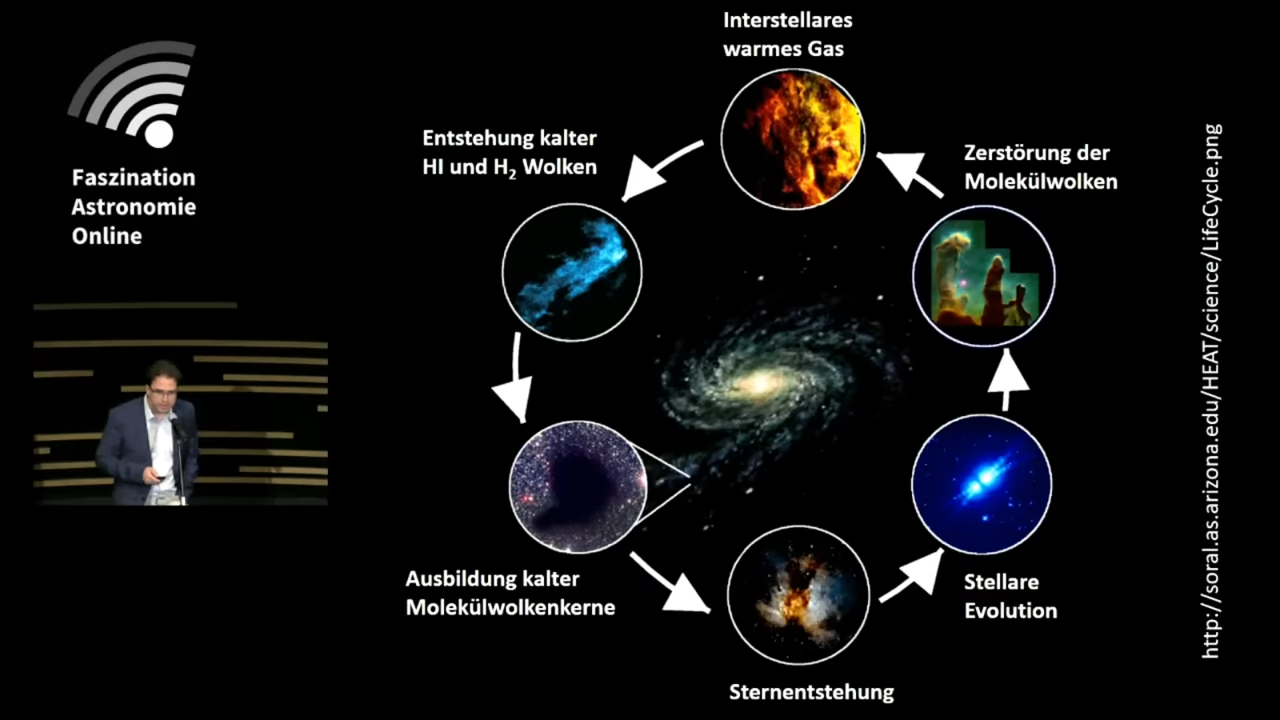 Faszination
Astronomie
Online
Interstellares
warmes Gas
Entstehung kalter
HI und H₂ Wolken
Zerstörung der
Molekülwolken
Ausbildung kalter
Molekülwolkenkerne
Stellare
Evolution
Sternentstehung
http://soral.as.arizona.edu/HEAT/science/LifeCycle.png